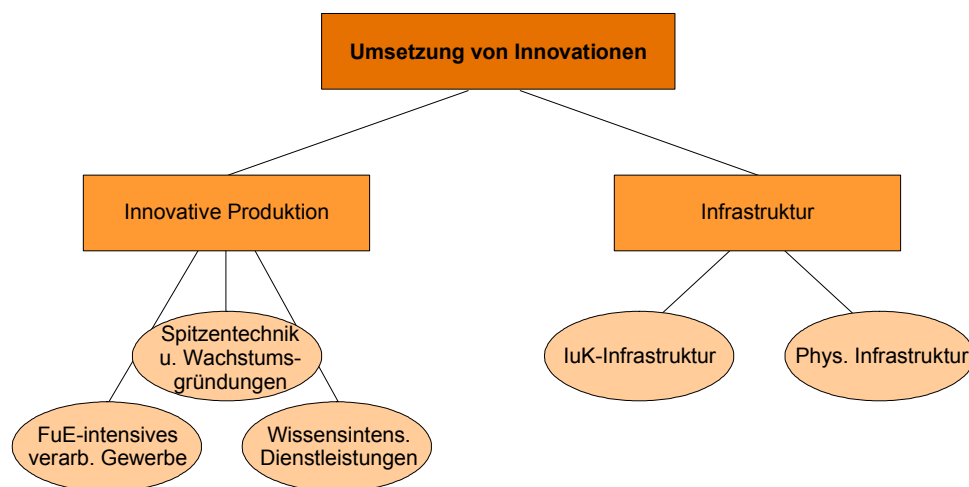 Umsetzung von Innovationen
Innovative Produktion
Infrastruktur
Spitzentechnik
u. Wachstums-
gründungen
IuK-Infrastruktur
Phys. Infrastruktur
FuE-intensives
verarb. Gewerbe
Wissensintens.
Dienstleistungen